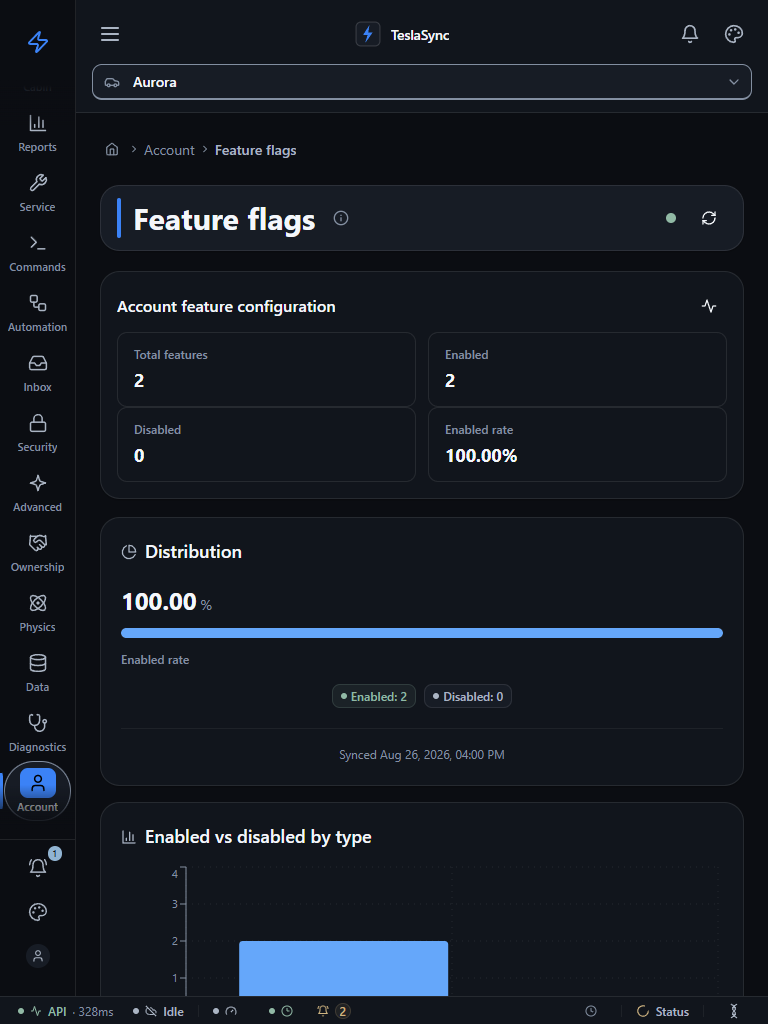 TeslaSync
Aurora
Reports
Service
Commands
Automation
Inbox
Security
Advanced
Ownership
Physics
Data
Diagnostics
Account
1
Account > Feature flags
Feature flags
Account feature configuration
Total features
2
Enabled
2
Disabled
0
Enabled rate
100.00%
Distribution
100.00 %
Enabled rate
Enabled: 2
Disabled: 0
Synced Aug 26, 2026, 04:00 PM
Enabled vs disabled by type
4
3
2
1
API · 328ms
Idle
2
Status